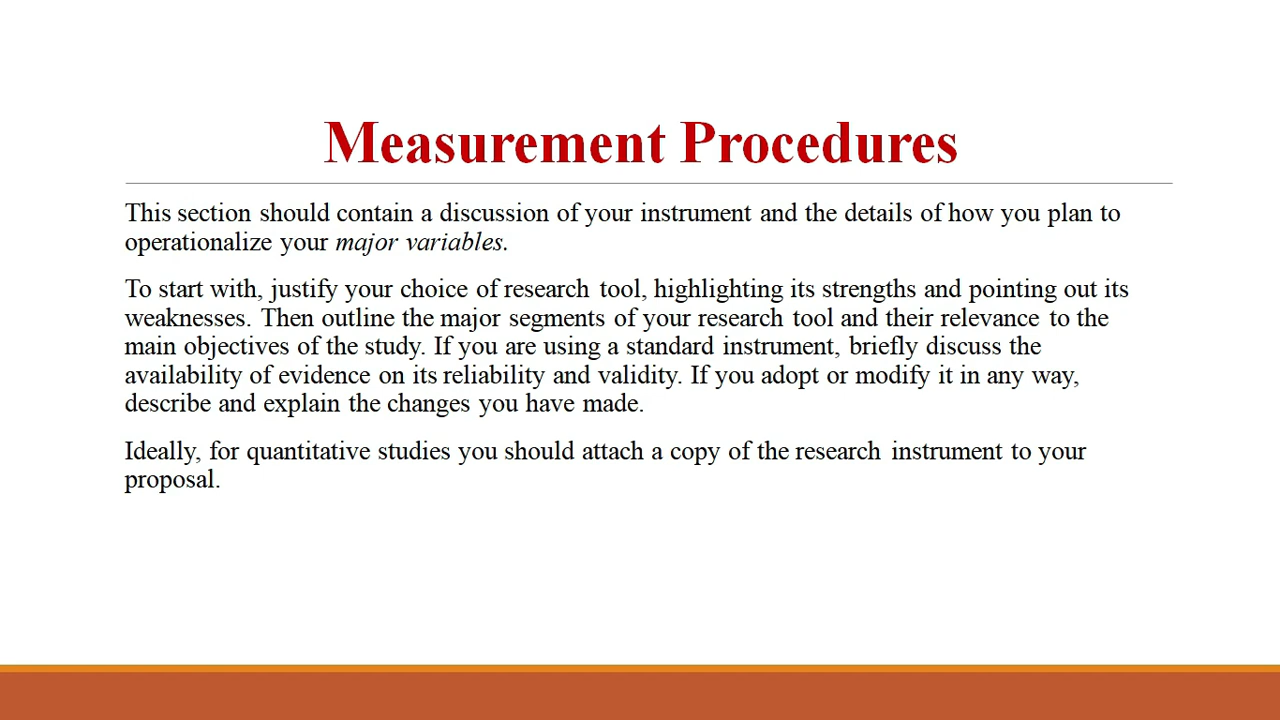 Measurement Procedures
This section should contain a discussion of your instrument and the details of how you plan to
operationalize your major variables.
To start with, justify your choice of research tool, highlighting its strengths and pointing out its
weaknesses. Then outline the major segments of your research tool and their relevance to the
main objectives of the study. If you are using a standard instrument, briefly discuss the
availability of evidence on its reliability and validity. If you adopt or modify it in any way,
describe and explain the changes you have made.
Ideally, for quantitative studies you should attach a copy of the research instrument to your
proposal.